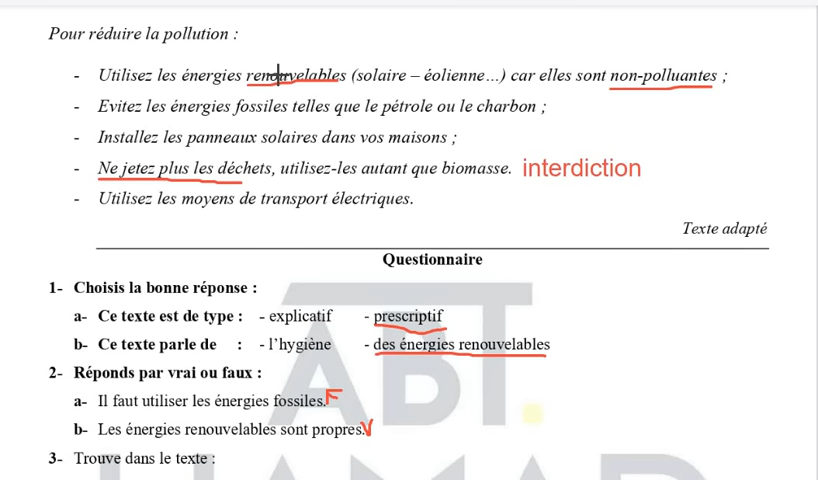 Pour réduire la pollution :
- Utilisez les énergies renouvelables (solaire – éolienne…) car elles sont non-polluantes ;
- Evitez les énergies fossiles telles que le pétrole ou le charbon ;
- Installez les panneaux solaires dans vos maisons ;
- Ne jetez plus les déchets, utilisez-les autant que biomasse. interdiction
- Utilisez les moyens de transport électriques.
Texte adapté
Questionnaire
1- Choisis la bonne réponse :
a- Ce texte est de type : - explicatif - prescriptif
b- Ce texte parle de : - l’hygiène - des énergies renouvelables
2- Réponds par vrai ou faux :
a- Il faut utiliser les énergies fossiles. F
b- Les énergies renouvelables sont propres. V
3- Trouve dans le texte :
ABT.